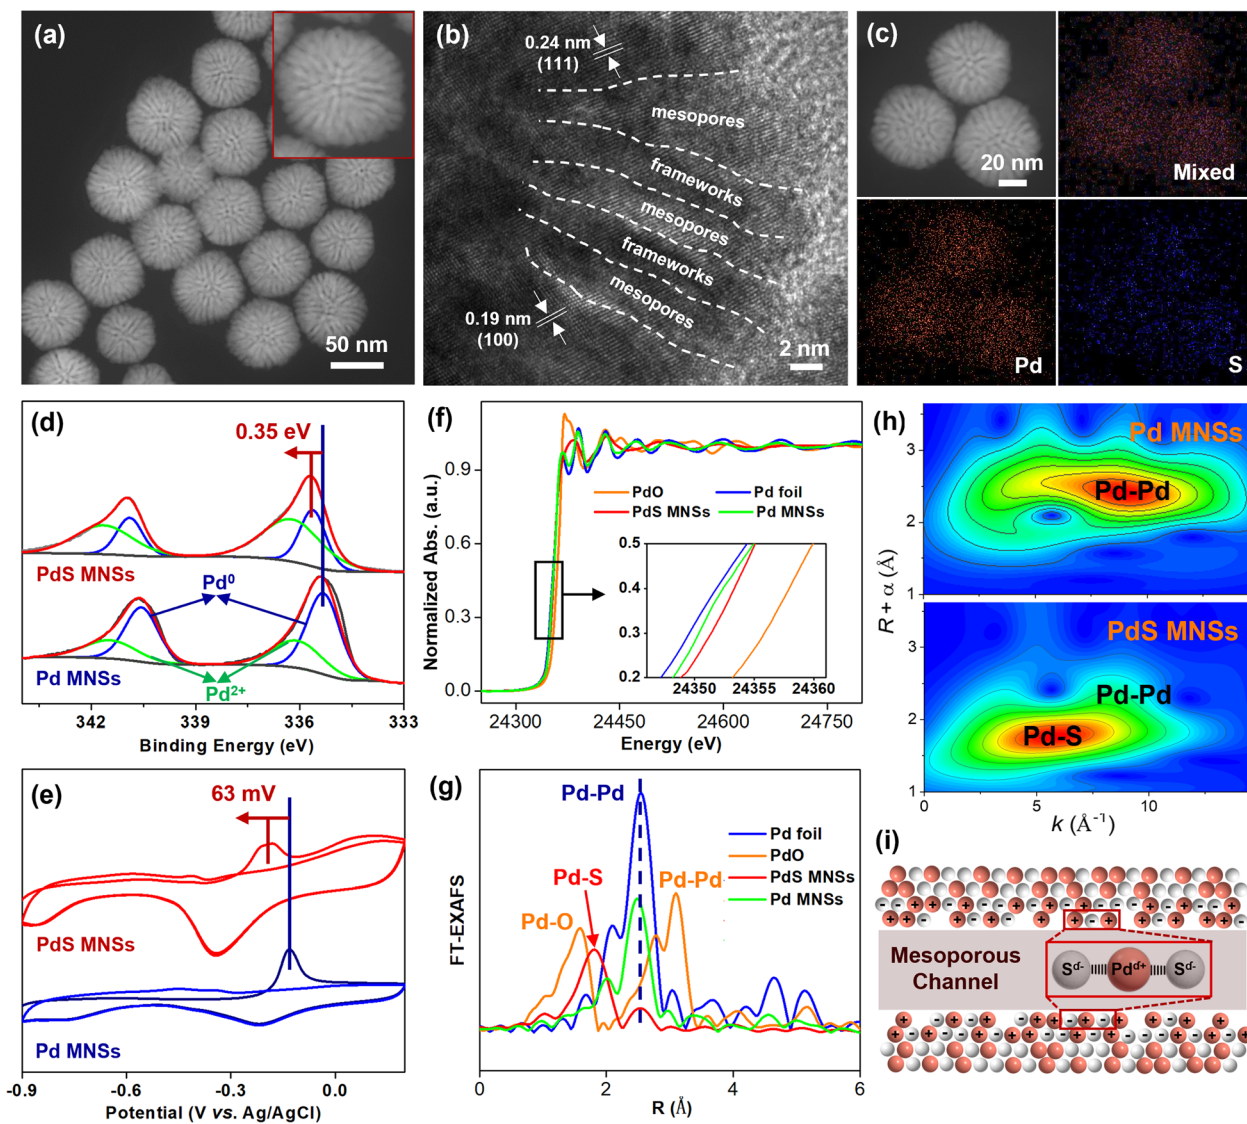 (a)
50 nm
(b)
0.24 nm
(111)
mesopores
frameworks
mesopores
frameworks
mesopores
0.19 nm
(100)
2 nm
(c)
20 nm
Mixed
Pd
S
(d)
0.35 eV
PdS MNSs
Pd⁰
Pd MNSs
Pd²⁺
342 339 336 333
Binding Energy (eV)
(e)
63 mV
PdS MNSs
Pd MNSs
-0.9 -0.6 -0.3 0.0
Potential (V vs. Ag/AgCl)
(f)
Normalized Abs. (a.u.)
0.9
0.6
0.3
0.0
PdO Pd foil
PdS MNSs Pd MNSs
0.5
0.4
0.3
0.2
24350 24355 24360
24300 24450 24600 24750
Energy (eV)
(g)
FT-EXAFS
Pd-Pd
Pd-S
Pd-O
Pd-Pd
Pd foil
PdO
PdS MNSs
Pd MNSs
0 2 4 6
R (Å)
(h)
Pd MNSs
Pd-Pd
3
2
1
R + α (Å)
PdS MNSs
Pd-Pd
Pd-S
3
2
1
0 5 10
k (Å⁻¹)
(i)
Mesoporous
Channel
Sᵈ⁻ Pdᵈ⁺ Sᵈ⁻